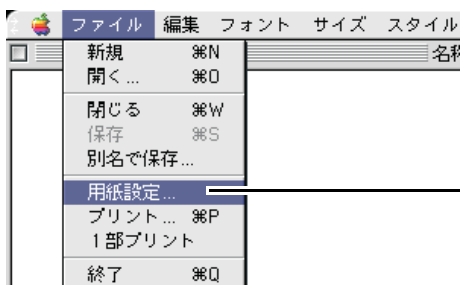 ファイル 編集 フォント サイズ スタイル
名称
新規 ⌘N
開く... ⌘O
閉じる ⌘W
保存 ⌘S
別名で保存...
用紙設定...
プリント... ⌘P
1部プリント
終了 ⌘Q